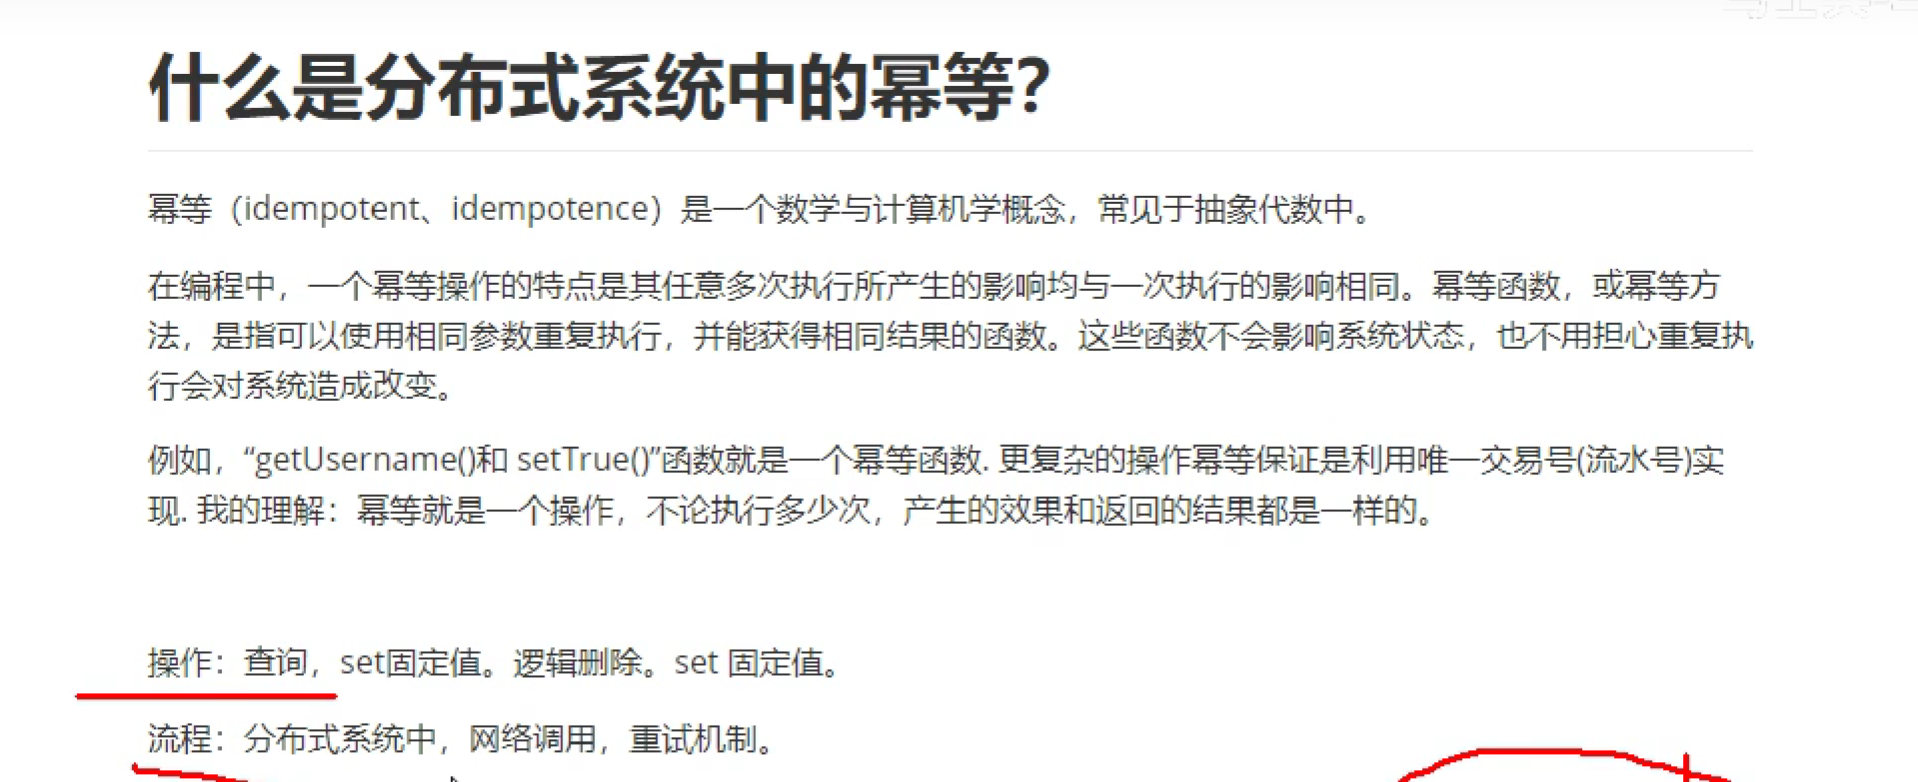 什么是分布式系统中的幂等？
幂等（idempotent、idempotence）是一个数学与计算机学概念，常见于抽象代数中。
在编程中，一个幂等操作的特点是其任意多次执行所产生的影响均与一次执行的影响相同。幂等函数，或幂等方
法，是指可以使用相同参数重复执行，并能获得相同结果的函数。这些函数不会影响系统状态，也不用担心重复执
行会对系统造成改变。
例如，“getUsername()和 setTrue()”函数就是一个幂等函数. 更复杂的操作幂等保证是利用唯一交易号(流水号)实
现. 我的理解：幂等就是一个操作，不论执行多少次，产生的效果和返回的结果都是一样的。
操作：查询，set固定值。逻辑删除。set 固定值。
流程：分布式系统中，网络调用，重试机制。